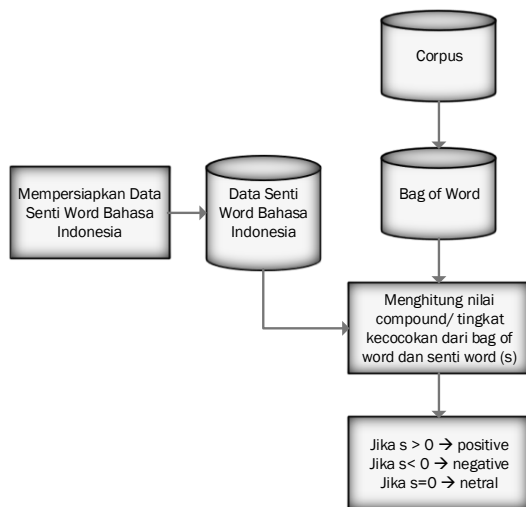 Corpus
Bag of Word
Mempersiapkan Data
Senti Word Bahasa
Indonesia
Data Senti
Word Bahasa
Indonesia
Menghitung nilai
compound/ tingkat
kecocokan dari bag of
word dan senti word (s)
Jika s > 0 → positive
Jika s< 0 → negative
Jika s=0 → netral